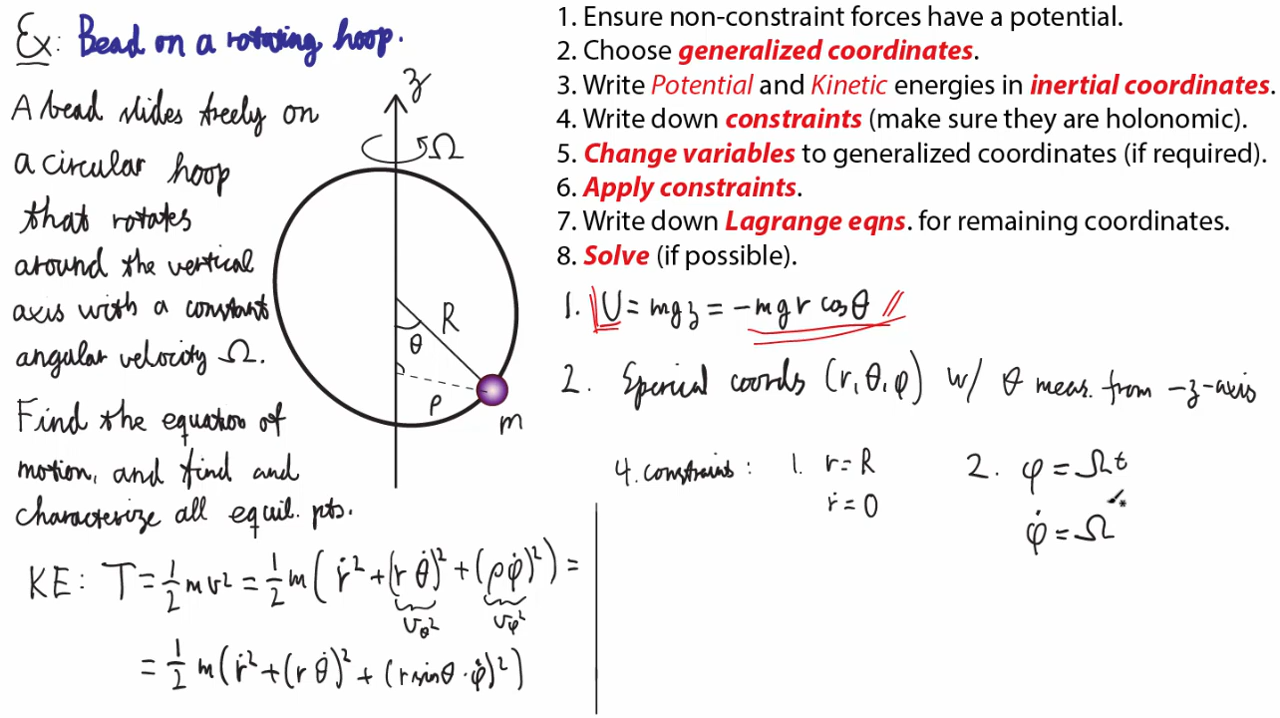 Ex: Bead on a rotating hoop.
A bead slides freely on
a circular hoop
that rotates
around the vertical
axis with a constant
angular velocity Ω.
Find the equation of
motion, and find and
characterize all equil. pts.
z
Ω
R
θ
ρ
m
KE: T = 1/2 mv² = 1/2 m(ṙ² + (rθ̇)² + (ρφ̇)²) =
v_θ² v_φ²
= 1/2 m(ṙ² + (rθ̇)² + (r sinθ·φ̇)²)
1. Ensure non-constraint forces have a potential.
2. Choose generalized coordinates.
3. Write Potential and Kinetic energies in inertial coordinates.
4. Write down constraints (make sure they are holonomic).
5. Change variables to generalized coordinates (if required).
6. Apply constraints.
7. Write down Lagrange eqns. for remaining coordinates.
8. Solve (if possible).
1. U = mgz = -mgr cosθ //
2. Sperical coords (r, θ, φ) w/ θ meas. from -z-axis
4. constraints: 1. r = R 2. φ = Ωt
ṙ = 0 φ̇ = Ω